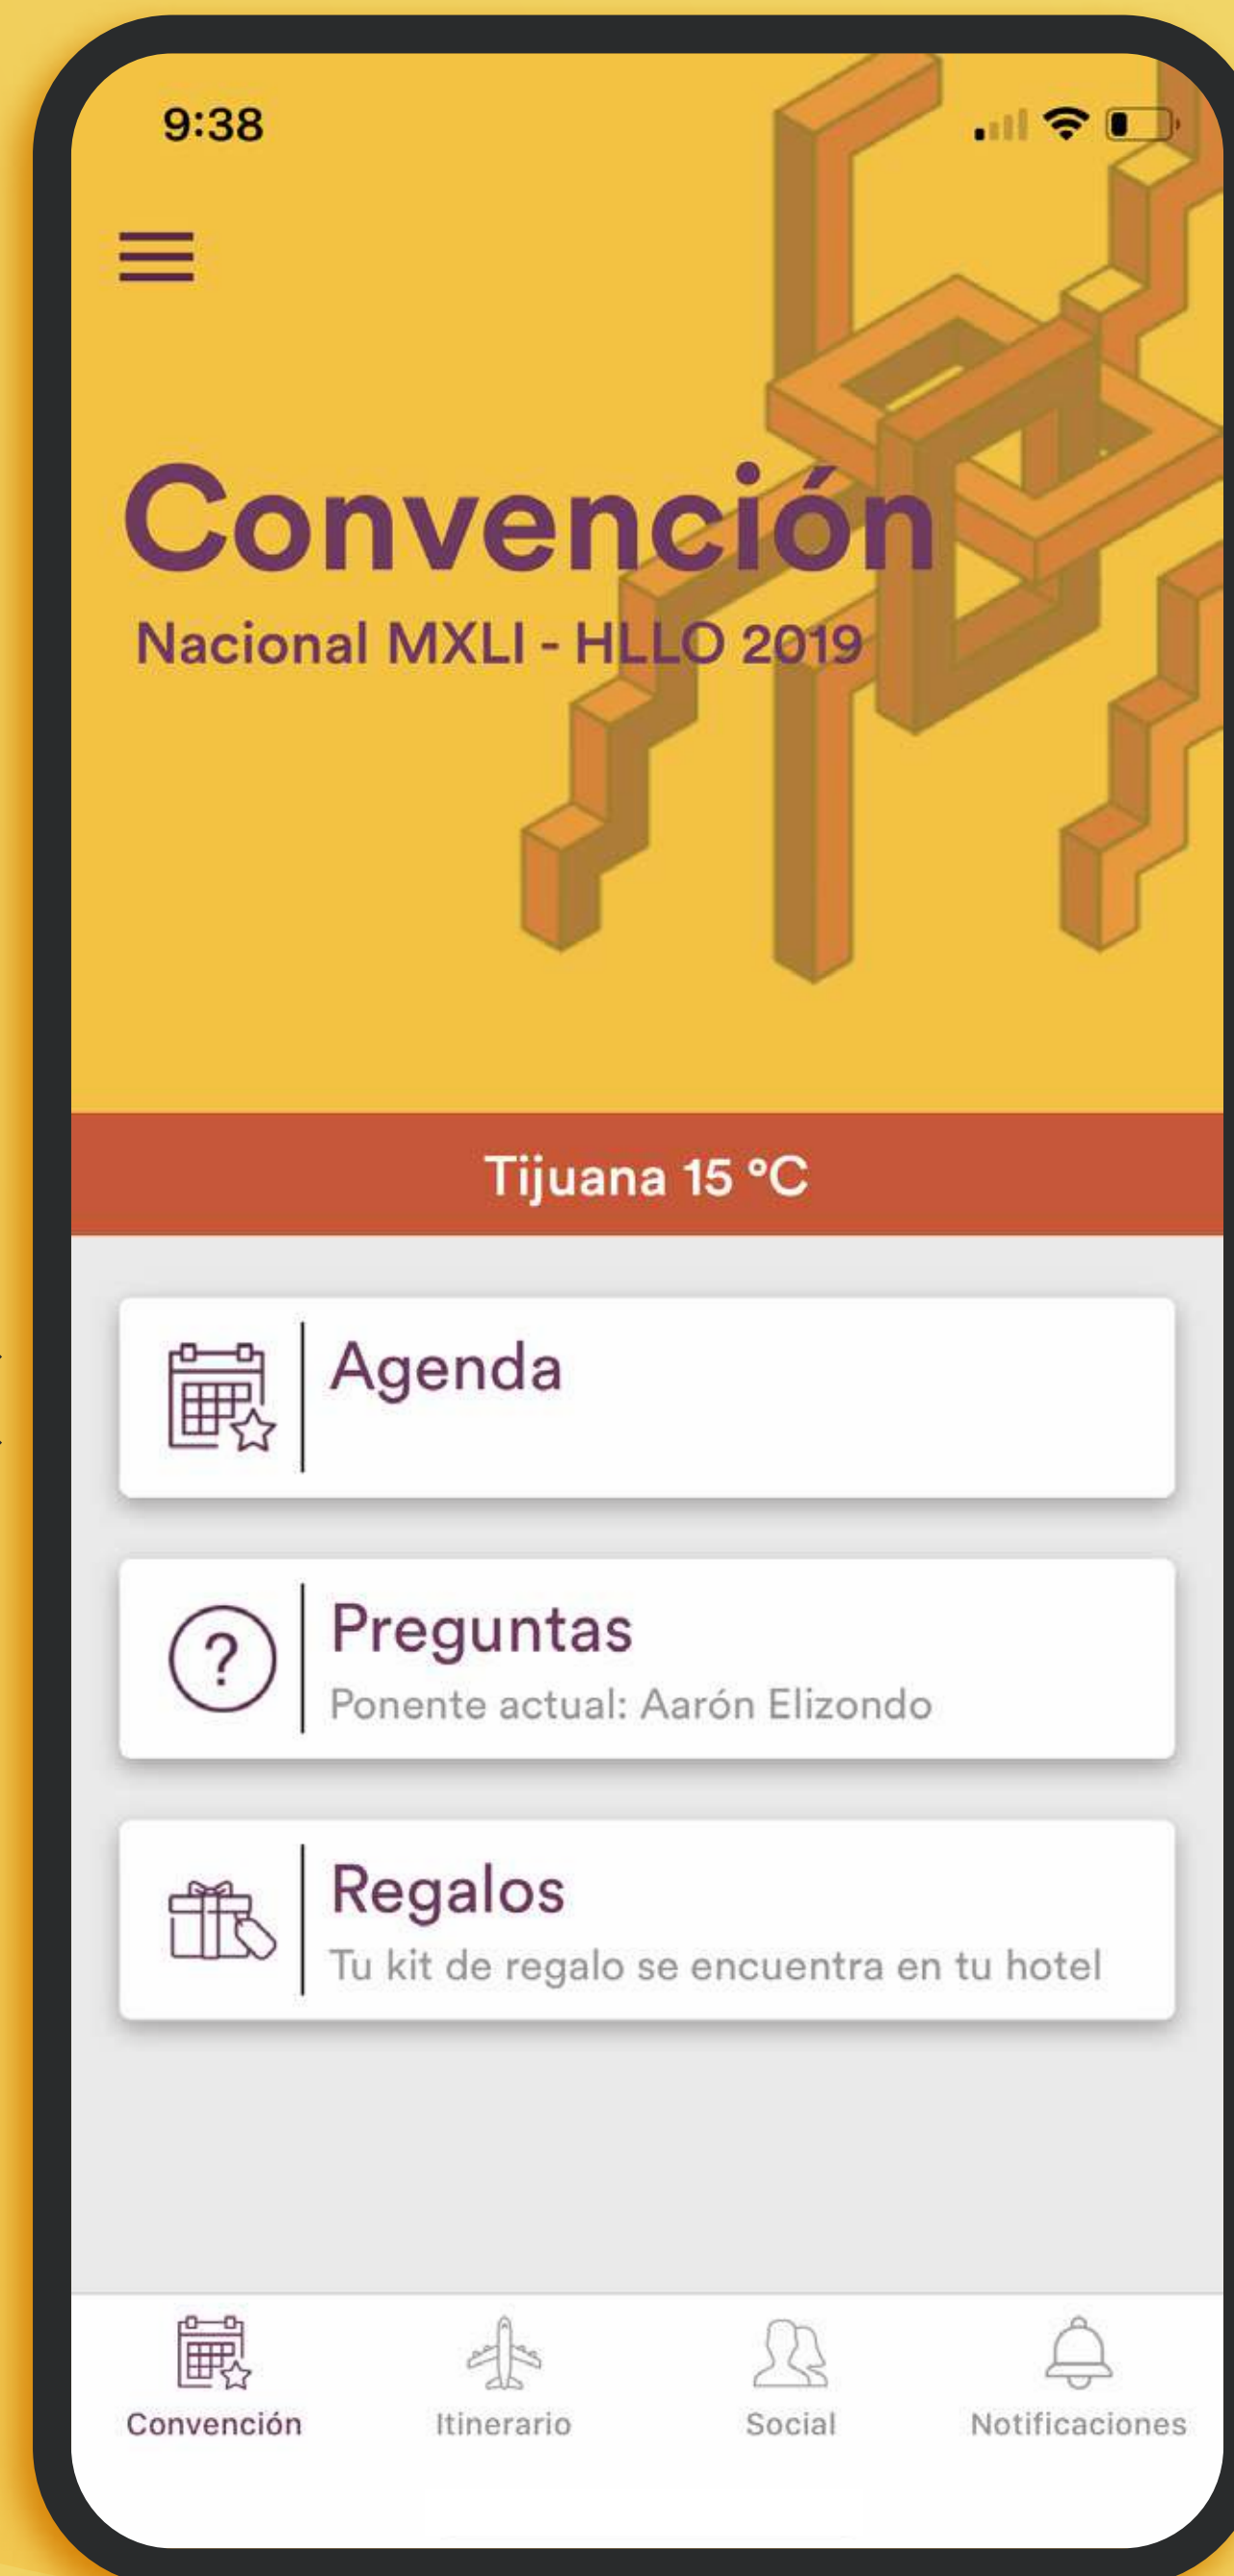 9:38
Convención
Nacional MXLI - HLLO 2019
Tijuana 15 °C
Agenda
?
Preguntas
Ponente actual: Aarón Elizondo
Regalos
Tu kit de regalo se encuentra en tu hotel
Convención
Itinerario
Social
Notificaciones